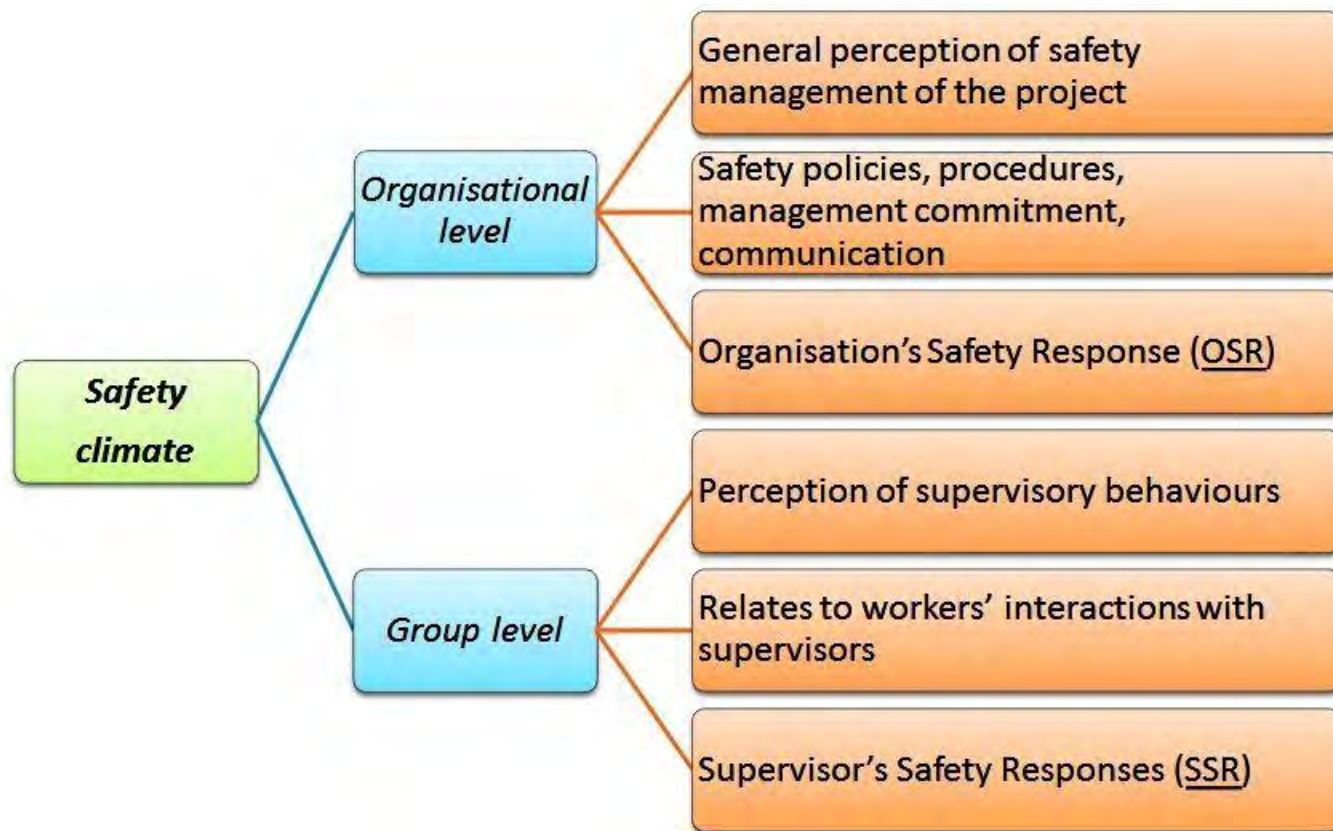 Safety
climate
Organisational
level
Group level
General perception of safety
management of the project
Safety policies, procedures,
management commitment,
communication
Organisation’s Safety Response (OSR)
Perception of supervisory behaviours
Relates to workers’ interactions with
supervisors
Supervisor’s Safety Responses (SSR)